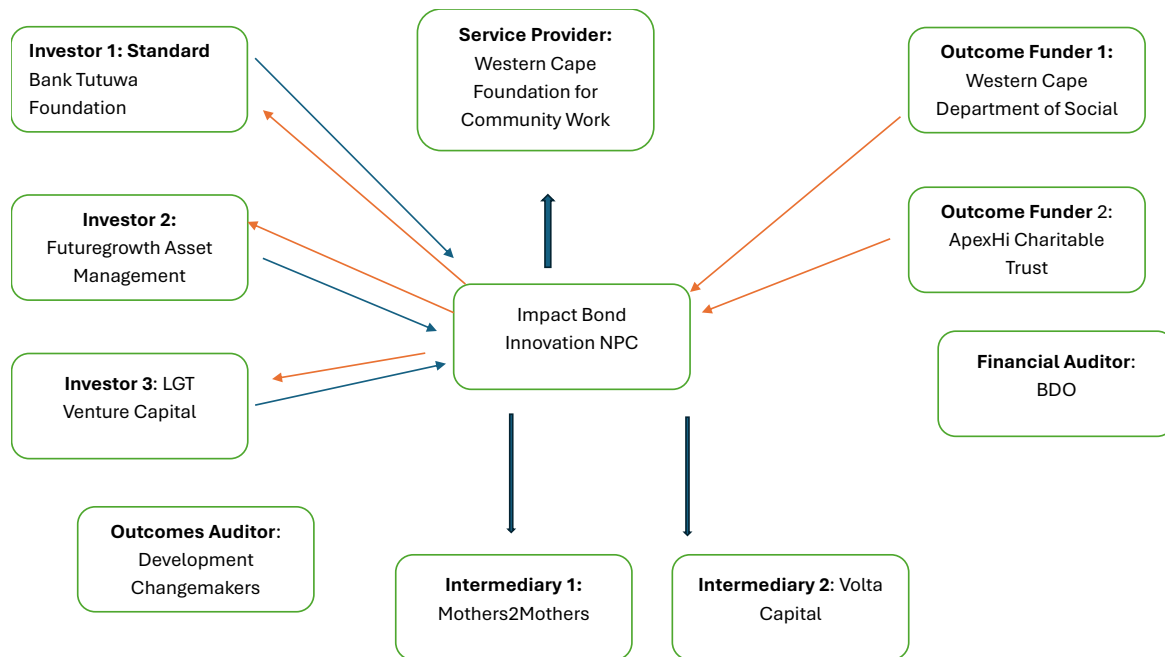 Investor 1: Standard
Bank Tutuwa
Foundation
Service Provider:
Western Cape
Foundation for
Community Work
Outcome Funder 1:
Western Cape
Department of Social
Investor 2:
Futuregrowth Asset
Management
Outcome Funder 2:
ApexHi Charitable
Trust
Impact Bond
Innovation NPC
Investor 3: LGT
Venture Capital
Financial Auditor:
BDO
Outcomes Auditor:
Development
Changemakers
Intermediary 1:
Mothers2Mothers
Intermediary 2: Volta
Capital